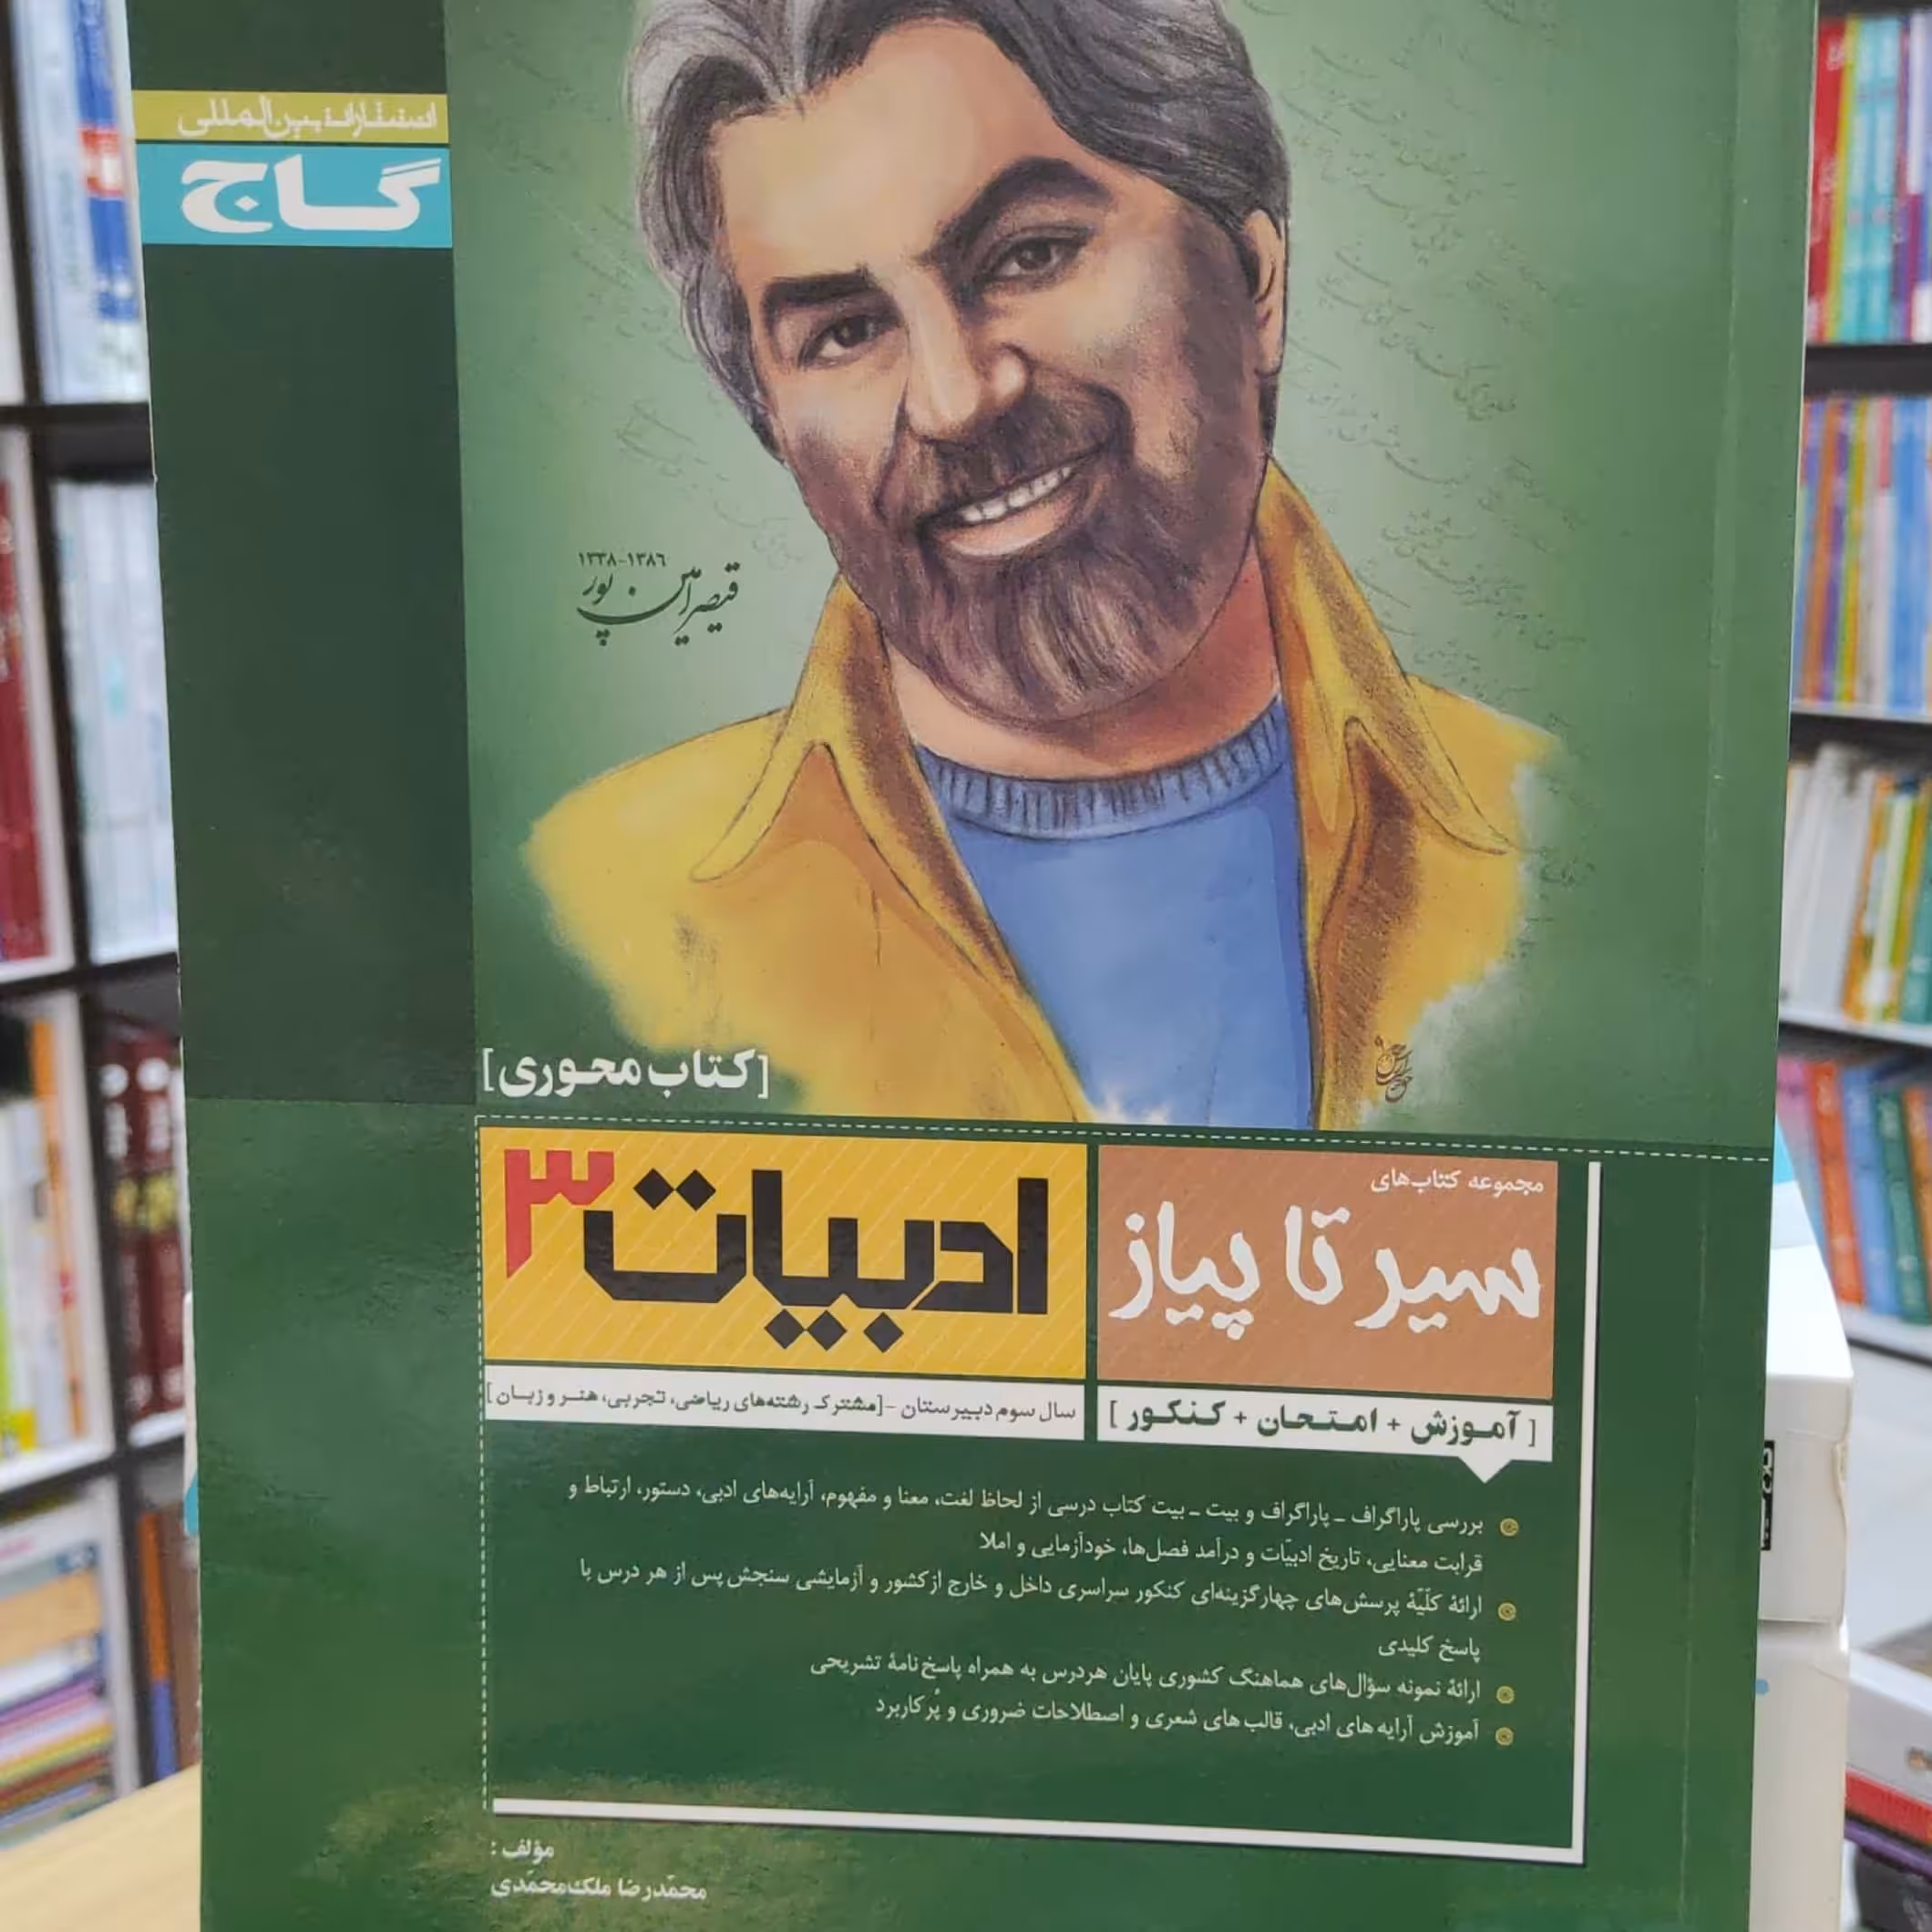 انتشارات بین‌المللی
گاج
۱۳۳۸-۱۳۸۶
قیصر امین پور
[کتاب محوری]
مجموعه کتاب‌های
سیر تا پیاز
[ آموزش + امتحان + کنکور ]
ادبیات ۳
سال سوم دبیرستان -[مشترک رشته‌های ریاضی، تجربی، هنر و زبان]
بررسی پاراگراف ـ پاراگراف و بیت ـ بیت کتاب درسی از لحاظ لغت، معنا و مفهوم، آرایه‌های ادبی، دستور، ارتباط و
قرابت معنایی، تاریخ ادبیّات و درآمد فصل‌ها، خودآزمایی و املا
ارائهٔ کلّیّهٔ پرسش‌های چهارگزینه‌ای کنکور سراسری داخل و خارج از کشور و آزمایشی سنجش پس از هر درس با
پاسخ کلیدی
ارائهٔ نمونه سؤال‌های هماهنگ کشوری پایان هر درس به همراه پاسخ‌نامهٔ تشریحی
آموزش آرایه های ادبی، قالب های شعری و اصطلاحات ضروری و پُرکاربرد
مؤلف :
محمّدرضا ملک‌محمّدی